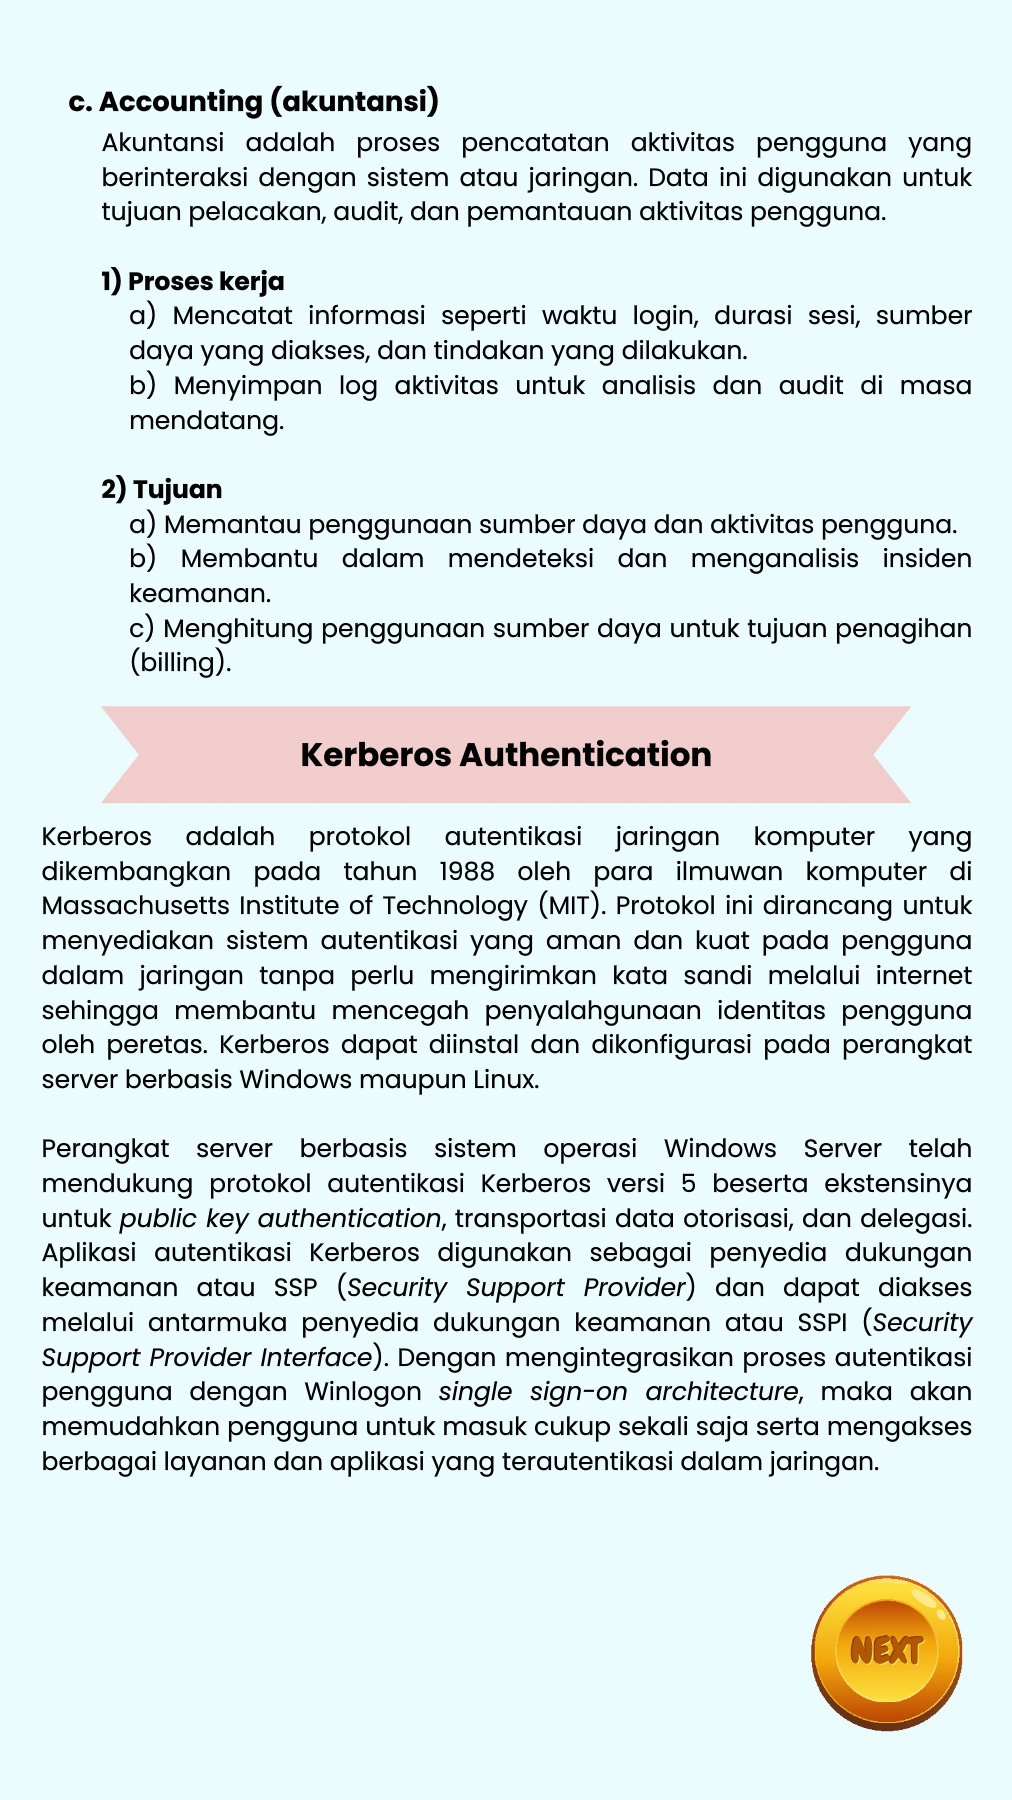 c. Accounting (akuntansi)
Akuntansi adalah proses pencatatan aktivitas pengguna yang
berinteraksi dengan sistem atau jaringan. Data ini digunakan untuk
tujuan pelacakan, audit, dan pemantauan aktivitas pengguna.
1) Proses kerja
a) Mencatat informasi seperti waktu login, durasi sesi, sumber
daya yang diakses, dan tindakan yang dilakukan.
b) Menyimpan log aktivitas untuk analisis dan audit di masa
mendatang.
2) Tujuan
a) Memantau penggunaan sumber daya dan aktivitas pengguna.
b) Membantu dalam mendeteksi dan menganalisis insiden
keamanan.
c) Menghitung penggunaan sumber daya untuk tujuan penagihan
(billing).
Kerberos Authentication
Kerberos adalah protokol autentikasi jaringan komputer yang
dikembangkan pada tahun 1988 oleh para ilmuwan komputer di
Massachusetts Institute of Technology (MIT). Protokol ini dirancang untuk
menyediakan sistem autentikasi yang aman dan kuat pada pengguna
dalam jaringan tanpa perlu mengirimkan kata sandi melalui internet
sehingga membantu mencegah penyalahgunaan identitas pengguna
oleh peretas. Kerberos dapat diinstal dan dikonfigurasi pada perangkat
server berbasis Windows maupun Linux.
Perangkat server berbasis sistem operasi Windows Server telah
mendukung protokol autentikasi Kerberos versi 5 beserta ekstensinya
untuk public key authentication, transportasi data otorisasi, dan delegasi.
Aplikasi autentikasi Kerberos digunakan sebagai penyedia dukungan
keamanan atau SSP (Security Support Provider) dan dapat diakses
melalui antarmuka penyedia dukungan keamanan atau SSPI (Security
Support Provider Interface). Dengan mengintegrasikan proses autentikasi
pengguna dengan Winlogon single sign-on architecture, maka akan
memudahkan pengguna untuk masuk cukup sekali saja serta mengakses
berbagai layanan dan aplikasi yang terautentikasi dalam jaringan.
NEXT